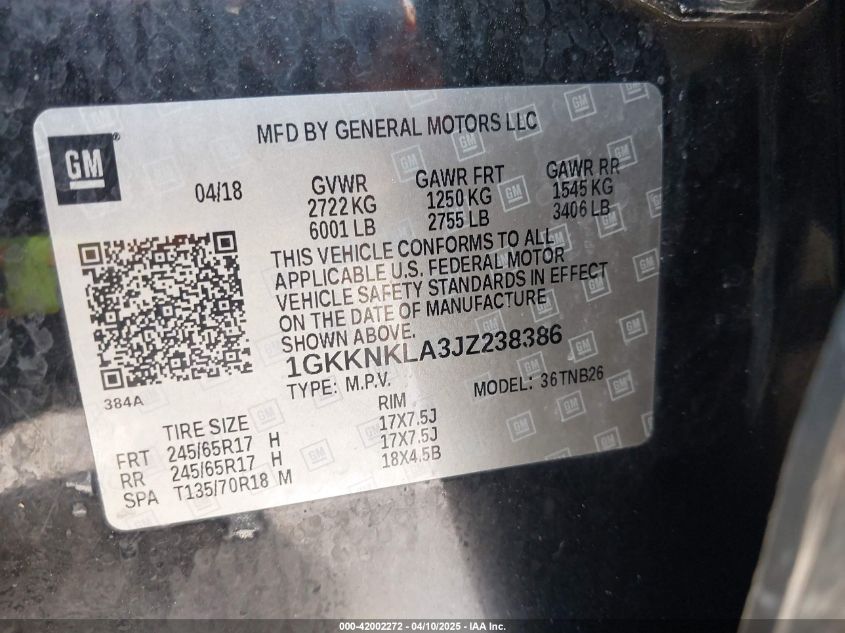 MFD BY GENERAL MOTORS LLC
GM
04/18
GVWR
2722 KG
6001 LB
GAWR FRT
1250 KG
2755 LB
GAWR RR
1545 KG
3406 LB
THIS VEHICLE CONFORMS TO ALL
APPLICABLE U.S. FEDERAL MOTOR
VEHICLE SAFETY STANDARDS IN EFFECT
ON THE DATE OF MANUFACTURE
SHOWN ABOVE.
1GKKNKLA3JZ238386
TYPE: M.P.V.
MODEL: 36TNB26
384A
TIRE SIZE RIM
FRT 245/65R17 H 17X7.5J
RR 245/65R17 H 17X7.5J
SPA T135/70R18 M 18X4.5B
000-42002272 - 04/10/2025 - IAA Inc.